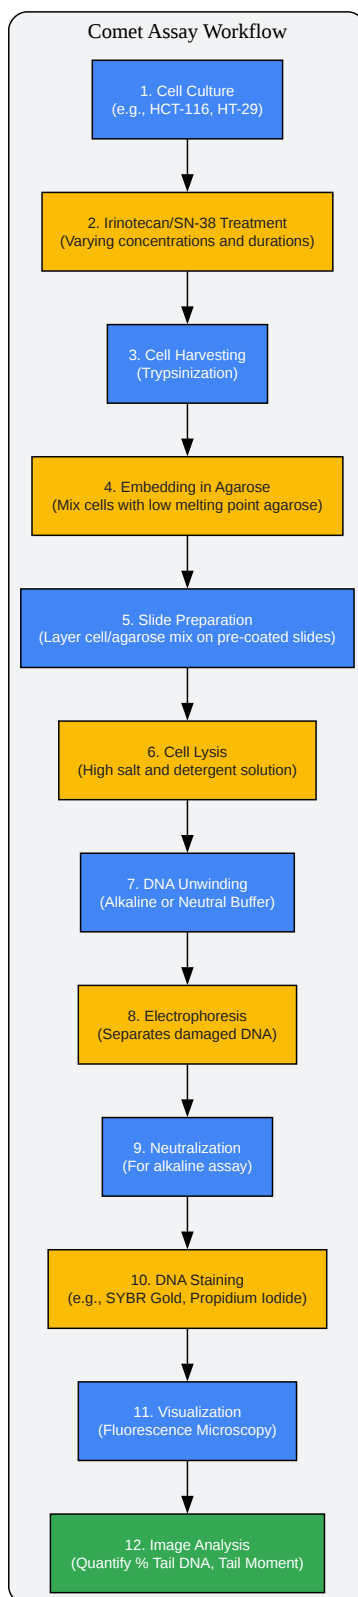 Comet Assay Workflow
1. Cell Culture
(e.g., HCT-116, HT-29)
2. Irinotecan/SN-38 Treatment
(Varying concentrations and durations)
3. Cell Harvesting
(Trypsinization)
4. Embedding in Agarose
(Mix cells with low melting point agarose)
5. Slide Preparation
(Layer cell/agarose mix on pre-coated slides)
6. Cell Lysis
(High salt and detergent solution)
7. DNA Unwinding
(Alkaline or Neutral Buffer)
8. Electrophoresis
(Separates damaged DNA)
9. Neutralization
(For alkaline assay)
10. DNA Staining
(e.g., SYBR Gold, Propidium Iodide)
11. Visualization
(Fluorescence Microscopy)
12. Image Analysis
(Quantify % Tail DNA, Tail Moment)